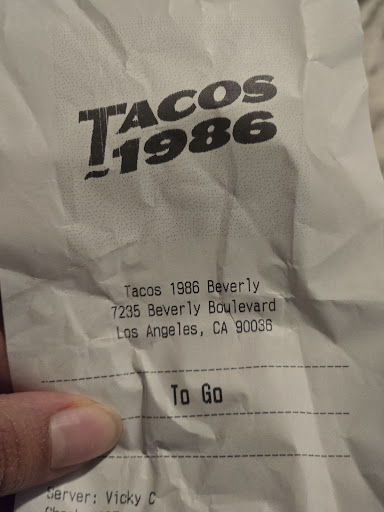 TACOS
~1986
Tacos 1986 Beverly
7235 Beverly Boulevard
Los Angeles, CA 90036
To Go
Server: Vicky C